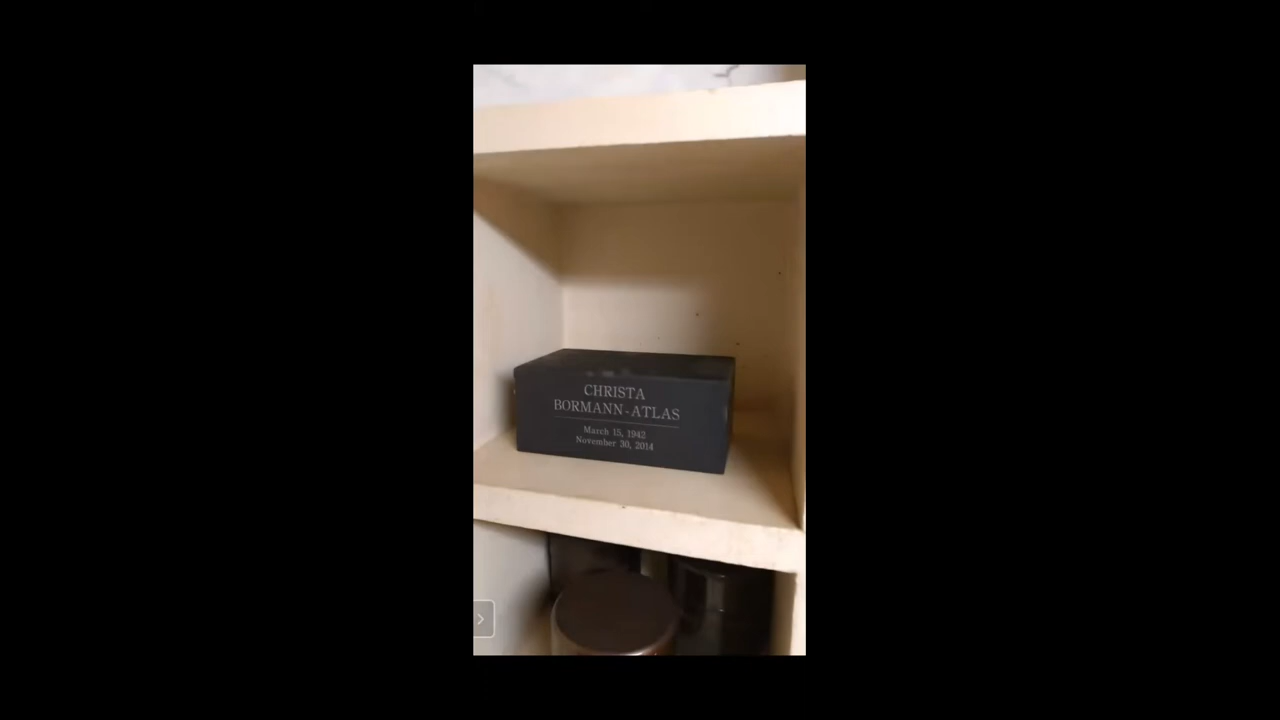 CHRISTA
BORMANN-ATLAS
March 15, 1942
November 30, 2014